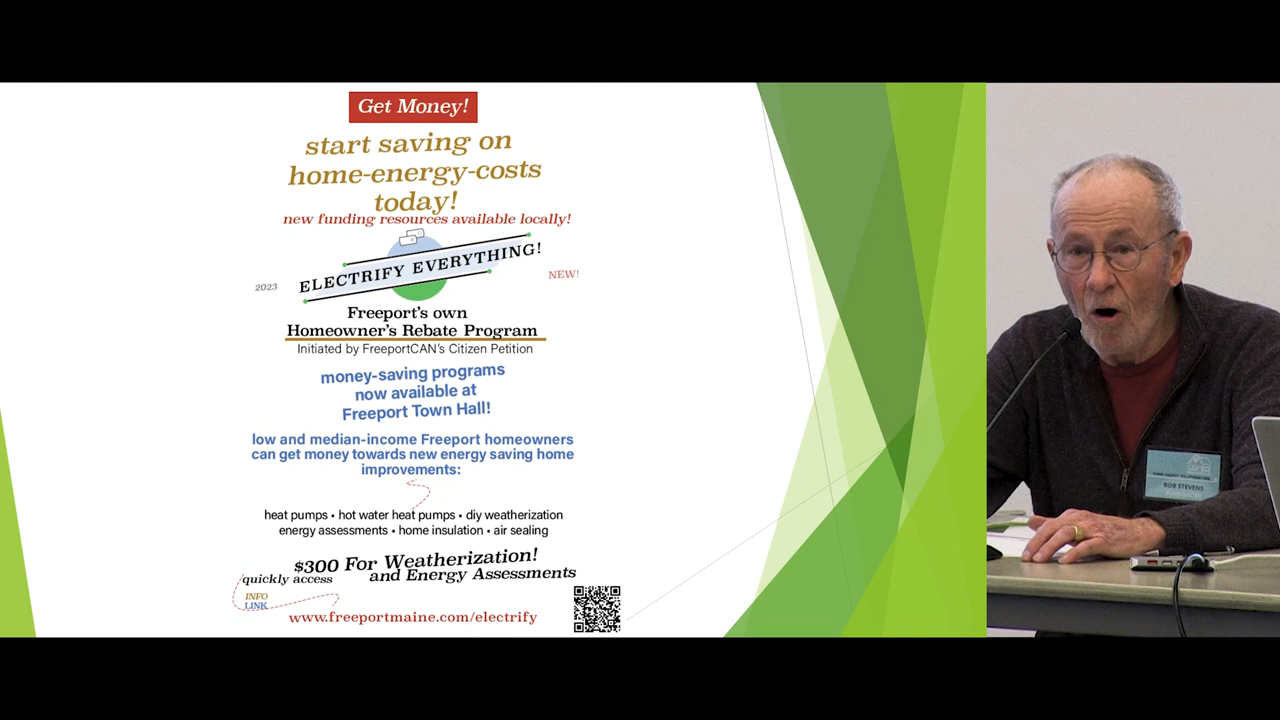 Get Money!
start saving on
home-energy-costs
today!
new funding resources available locally!
ELECTRIFY EVERYTHING!
2023
NEW!
Freeport's own
Homeowner's Rebate Program
Initiated by FreeportCAN's Citizen Petition
money-saving programs
now available at
Freeport Town Hall!
low and median-income Freeport homeowners
can get money towards new energy saving home
improvements:
heat pumps • hot water heat pumps • diy weatherization
energy assessments • home insulation • air sealing
$300 For Weatherization!
and Energy Assessments
quickly access
INFO
LINK
www.freeportmaine.com/electrify
BOB STEVENS